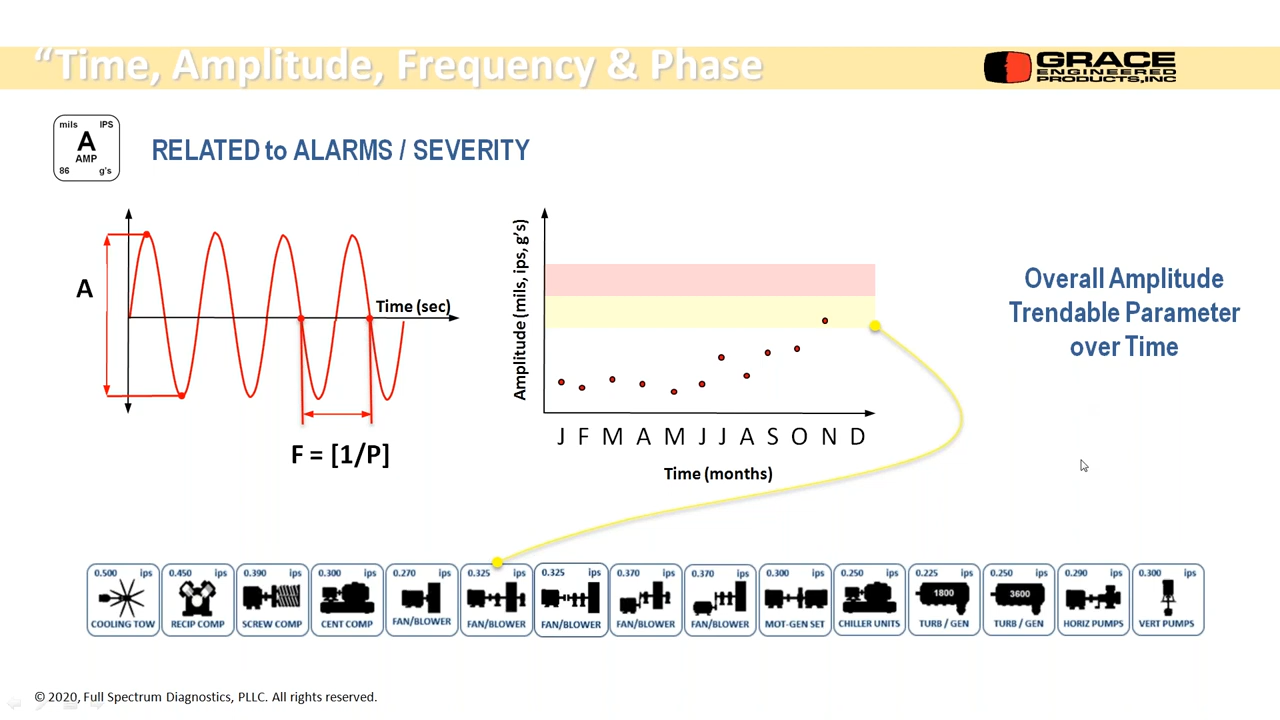 “Time, Amplitude, Frequency & Phase
GRACE
ENGINEERED
PRODUCTS, INC
mils IPS
A
AMP
86 g's
RELATED to ALARMS / SEVERITY
A
Time (sec)
F = [1/P]
Amplitude (mils, ips, g’s)
J F M A M J J A S O N D
Time (months)
Overall Amplitude
Trendable Parameter
over Time
0.500 ips
COOLING TOW
0.450 ips
RECIP COMP
0.390 ips
SCREW COMP
0.300 ips
CENT COMP
0.270 ips
FAN/BLOWER
0.325 ips
FAN/BLOWER
0.325 ips
FAN/BLOWER
0.370 ips
FAN/BLOWER
0.370 ips
FAN/BLOWER
0.300 ips
MOT-GEN SET
0.250 ips
CHILLER UNITS
0.225 ips
1800
TURB / GEN
0.250 ips
3600
TURB / GEN
0.290 ips
HORIZ PUMPS
0.300 ips
VERT PUMPS
© 2020, Full Spectrum Diagnostics, PLLC. All rights reserved.